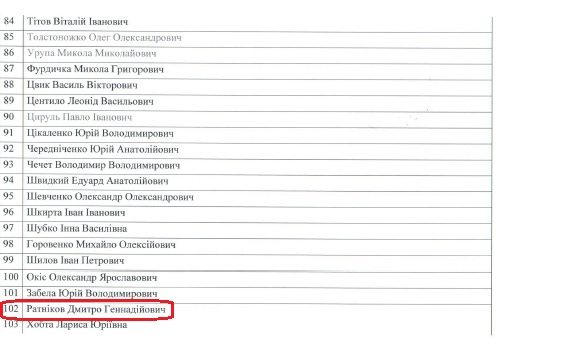 84 Тітов Віталій Іванович
85 Толстоножко Олег Олександрович
86 Урупа Микола Миколайович
87 Фурдичка Микола Григорович
88 Цвик Василь Вікторович
89 Центило Леонід Васильович
90 Цируль Павло Іванович
91 Цікаленко Юрій Володимирович
92 Чередніченко Юрій Анатолійович
93 Чечет Володимир Володимирович
94 Швидкий Едуард Анатолійович
95 Шевченко Олександр Олександрович
96 Шкирта Іван Іванович
97 Шубко Інна Василівна
98 Горовенко Михайло Олексійович
99 Шилов Іван Петрович
100 Окіс Олександр Ярославович
101 Забела Юрій Володимирович
102 Ратніков Дмитро Геннадійович
103 Хобта Лариса Юріївна